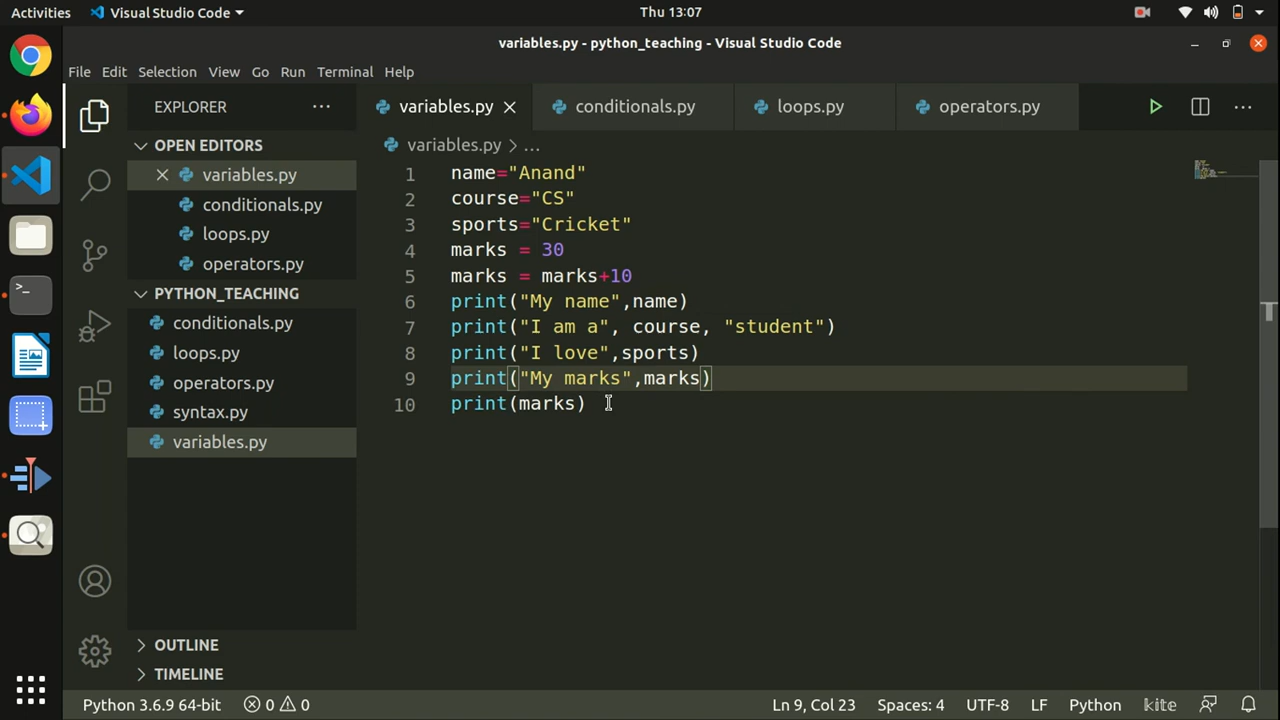 Activities Visual Studio Code Thu 13:07
variables.py - python_teaching - Visual Studio Code
File Edit Selection View Go Run Terminal Help
EXPLORER ... variables.py conditionals.py loops.py operators.py ...
OPEN EDITORS
variables.py
conditionals.py
loops.py
operators.py
PYTHON_TEACHING
conditionals.py
loops.py
operators.py
syntax.py
variables.py
OUTLINE
TIMELINE
variables.py > ...
1 name="Anand"
2 course="CS"
3 sports="Cricket"
4 marks = 30
5 marks = marks+10
6 print("My name",name)
7 print("I am a", course, "student")
8 print("I love",sports)
9 print("My marks",marks)
10 print(marks)
Python 3.6.9 64-bit 0 0 Ln 9, Col 23 Spaces: 4 UTF-8 LF Python kite